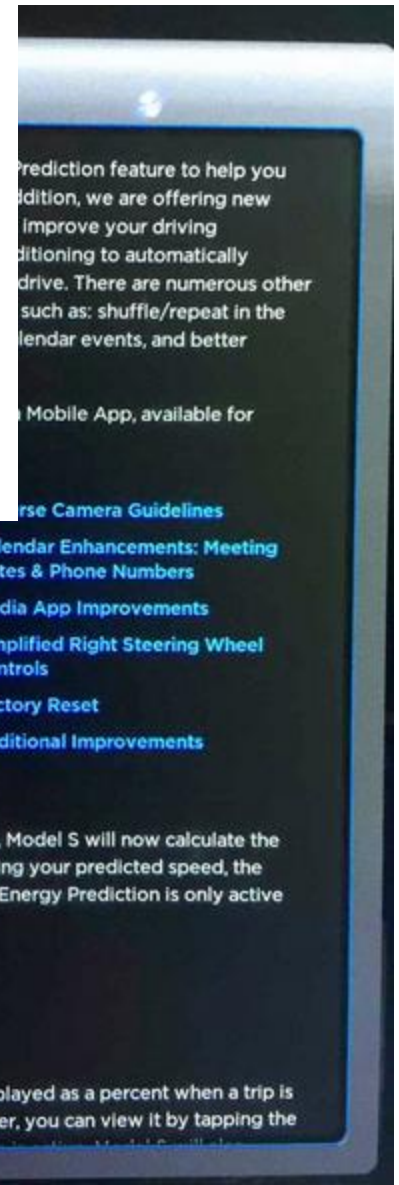 Prediction feature to help you
ddition, we are offering new
improve your driving
ditioning to automatically
drive. There are numerous other
such as: shuffle/repeat in the
lendar events, and better
Mobile App, available for
rse Camera Guidelines
lendar Enhancements: Meeting
tes & Phone Numbers
dia App Improvements
nplified Right Steering Wheel
ntrols
ctory Reset
ditional Improvements
, Model S will now calculate the
ing your predicted speed, the
Energy Prediction is only active
played as a percent when a trip is
er, you can view it by tapping the